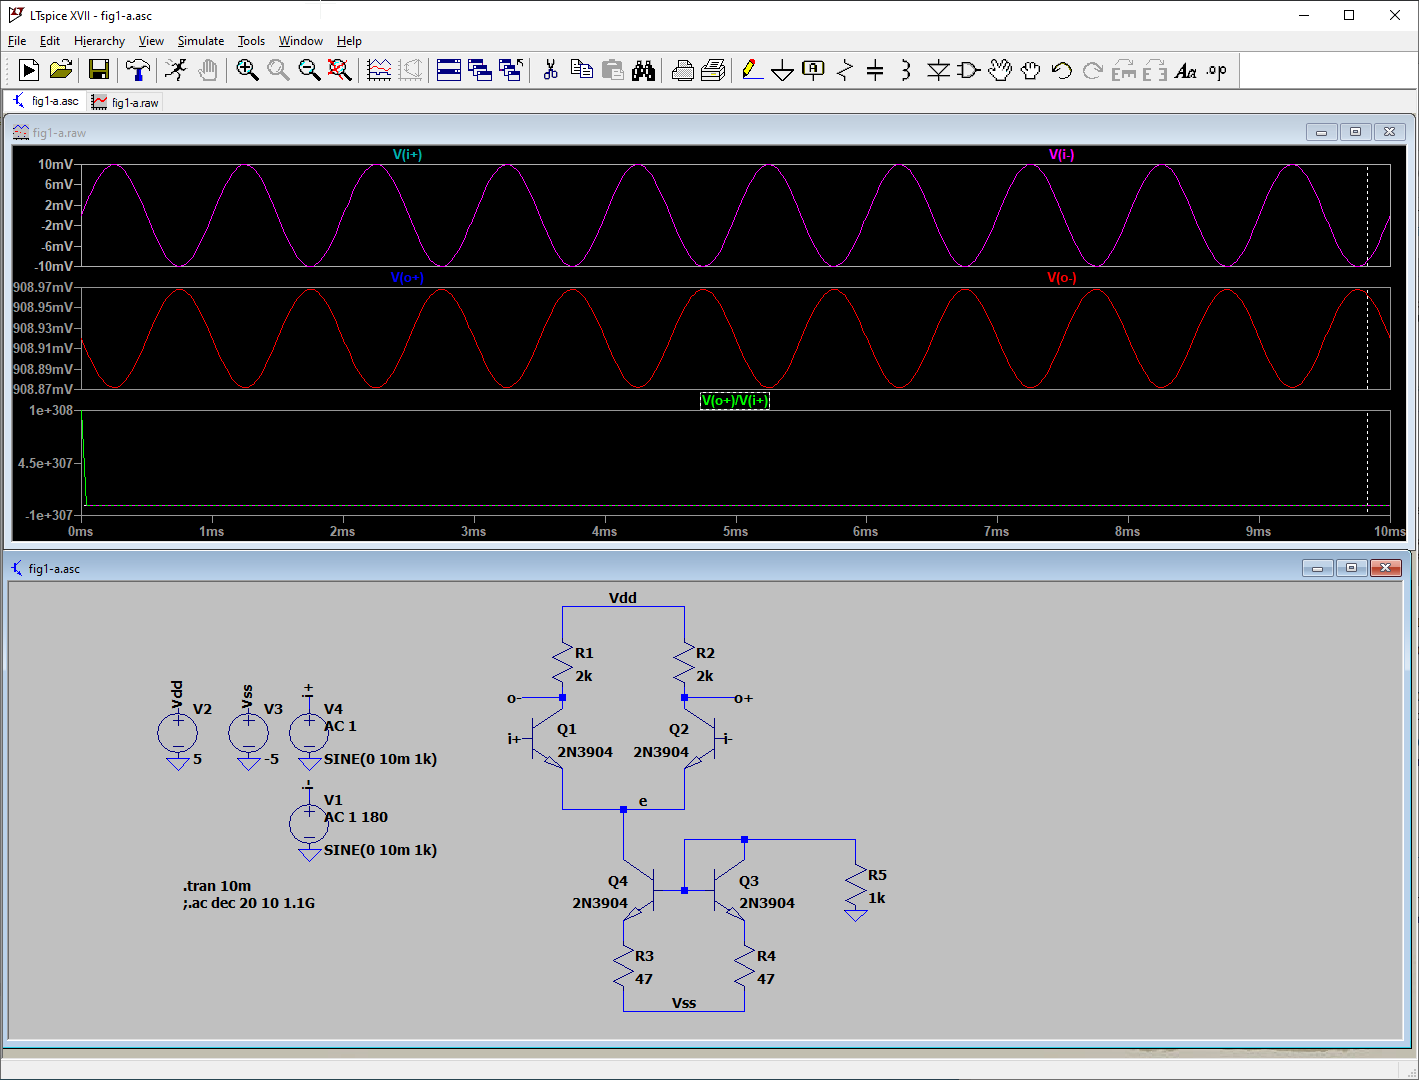 LTspice XVII - fig1-a.asc
File Edit Hierarchy View Simulate Tools Window Help
A Aa .op
fig1-a.asc fig1-a.raw
fig1-a.raw
V(i+) V(i-)
10mV
6mV
2mV
-2mV
-6mV
-10mV
V(o+) V(o-)
908.97mV
908.95mV
908.93mV
908.91mV
908.89mV
908.87mV
V(o+)/V(i+)
1e+308
4.5e+307
-1e+307
0ms 1ms 2ms 3ms 4ms 5ms 6ms 7ms 8ms 9ms 10ms
fig1-a.asc
Vdd
R1 R2
2k 2k
o- o+
Vdd Vss i+
V2 V3 V4
AC 1
Q1 Q2
i+ i-
2N3904 2N3904
5 -5 SINE(0 10m 1k)
i-
V1 e
AC 1 180
SINE(0 10m 1k)
Q4 Q3 R5
.tran 10m 1k
;.ac dec 20 10 1.1G 2N3904 2N3904
R3 R4
47 47
Vss